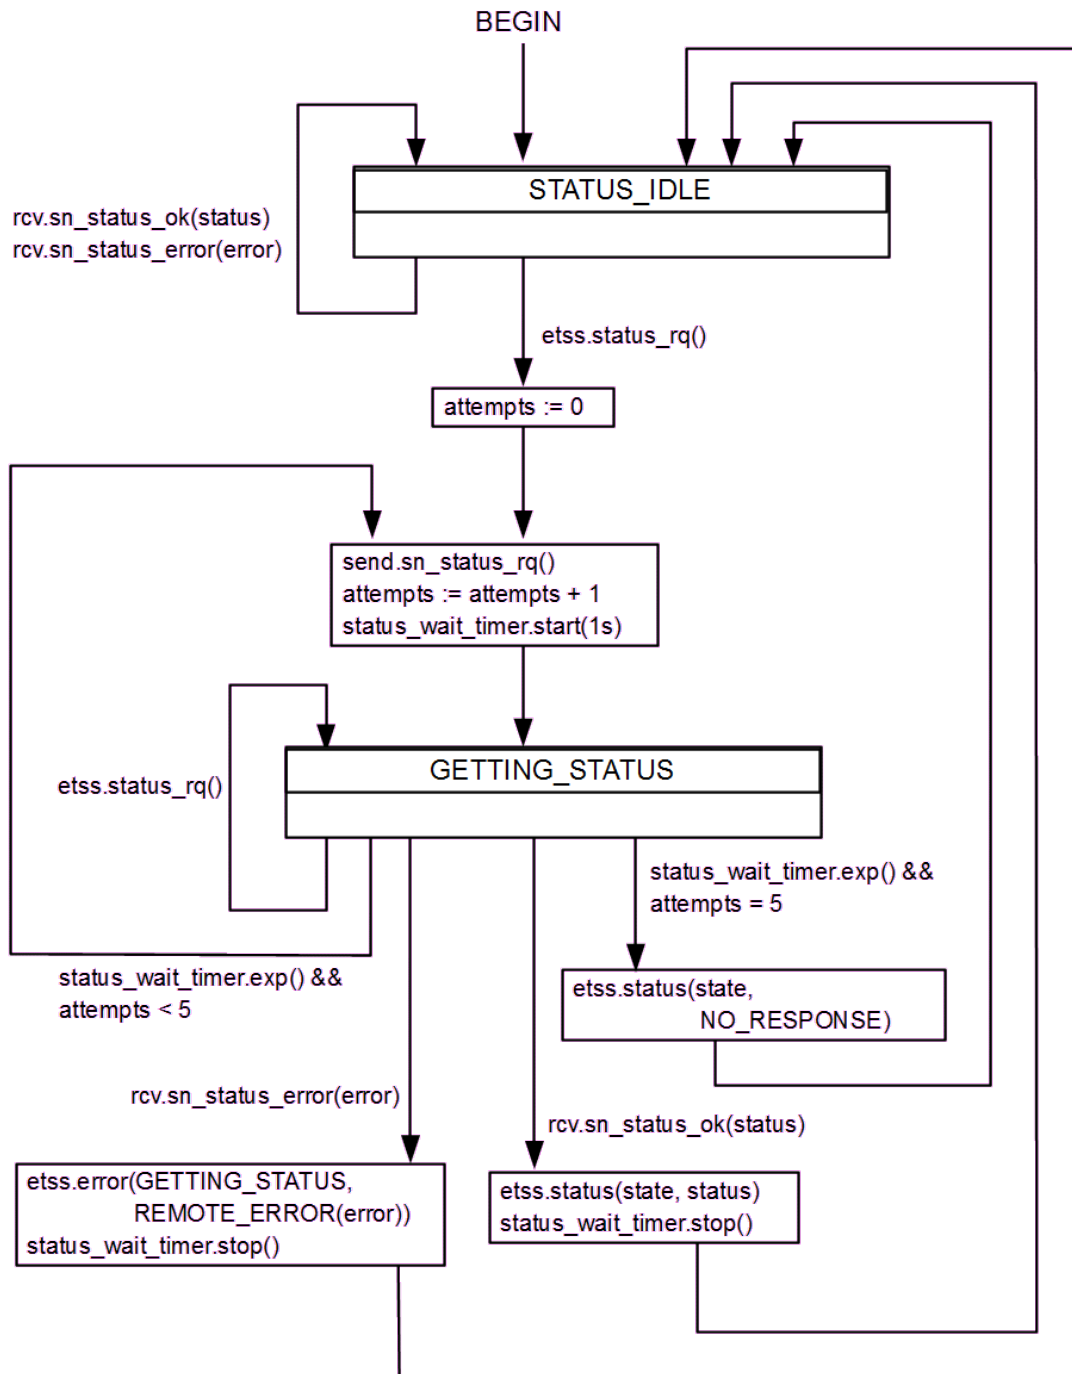 BEGIN
STATUS_IDLE
rcv.sn_status_ok(status)
rcv.sn_status_error(error)
etss.status_rq()
attempts := 0
send.sn_status_rq()
attempts := attempts + 1
status_wait_timer.start(1s)
GETTING_STATUS
etss.status_rq()
status_wait_timer.exp() &&
attempts = 5
status_wait_timer.exp() &&
attempts < 5
etss.status(state,
NO_RESPONSE)
rcv.sn_status_error(error)
rcv.sn_status_ok(status)
etss.error(GETTING_STATUS,
REMOTE_ERROR(error))
status_wait_timer.stop()
etss.status(state, status)
status_wait_timer.stop()